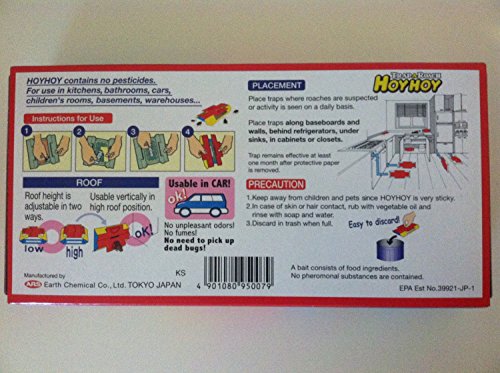 HOYHOY contains no pesticides.
For use in kitchens, bathrooms, cars,
children's rooms, basements, warehouses...
Instructions for Use
1
2
3
4
ROOF
Roof height is
adjustable in two
ways.
low
high
Usable vertically in
high roof position.
OK!
Usable in CAR!
ok!
No unpleasant odors!
No fumes!
No need to pick up
dead bugs!
Manufactured by
ARS Earth Chemical Co., Ltd. TOKYO JAPAN
KS
4 901080 950079
TRAP A ROACH
HOYHOY
PLACEMENT
Place traps where roaches are suspected
or activity is seen on a daily basis.
Place traps along baseboards and
walls, behind refrigerators, under
sinks, in cabinets or closets.
Trap remains effective at least
one month after protective paper
is removed.
PRECAUTION
1.Keep away from children and pets since HOYHOY is very sticky.
2.In case of skin or hair contact, rub with vegetable oil and
rinse with soap and water.
3.Discard in trash when full.
Easy to discard!
A bait consists of food ingredients.
No pheromonal substances are contained.
EPA Est No.39921-JP-1